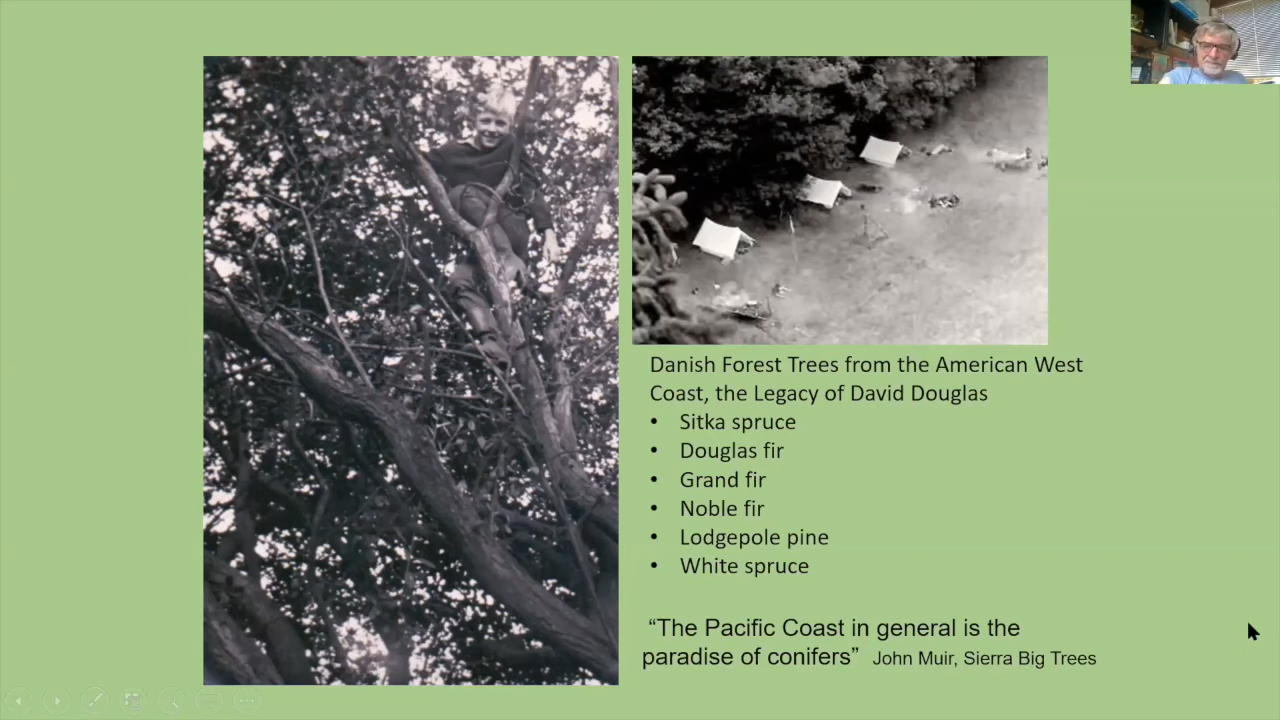 Danish Forest Trees from the American West
Coast, the Legacy of David Douglas
• Sitka spruce
• Douglas fir
• Grand fir
• Noble fir
• Lodgepole pine
• White spruce
“The Pacific Coast in general is the
paradise of conifers” John Muir, Sierra Big Trees